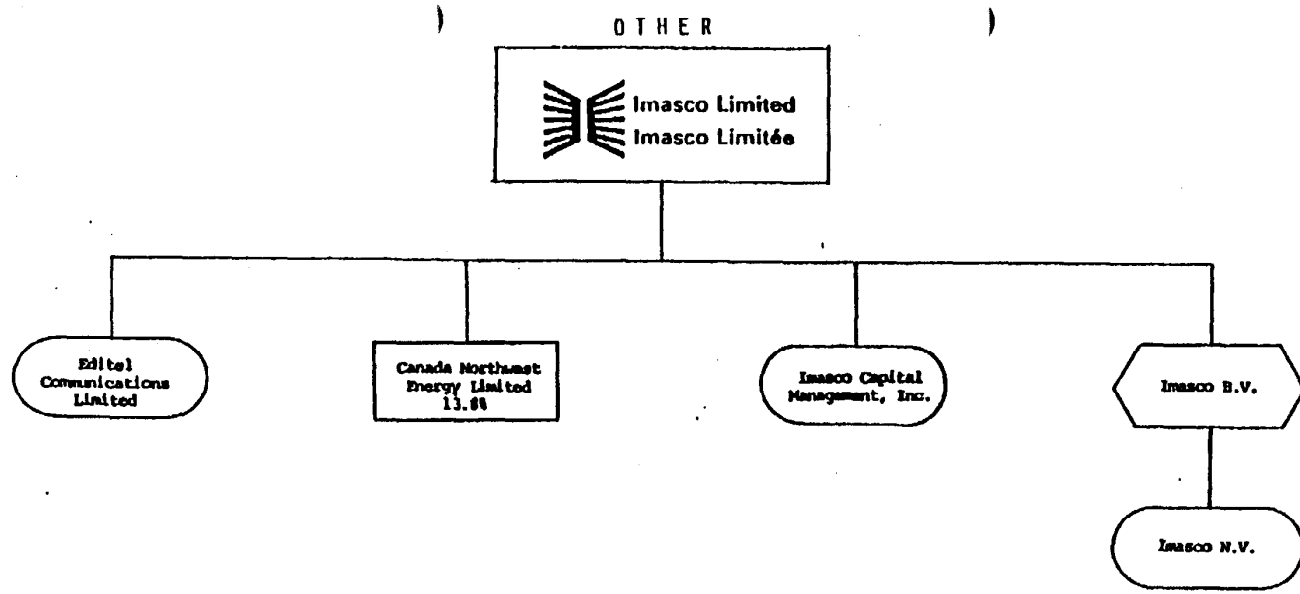 OTHER
Imasco Limited
Imasco Limitée
Editel
Communications
Limited
Canada Northwest
Energy Limited
Imasco Capital
Management, Inc.
Imasco B.V.
Imasco N.V.